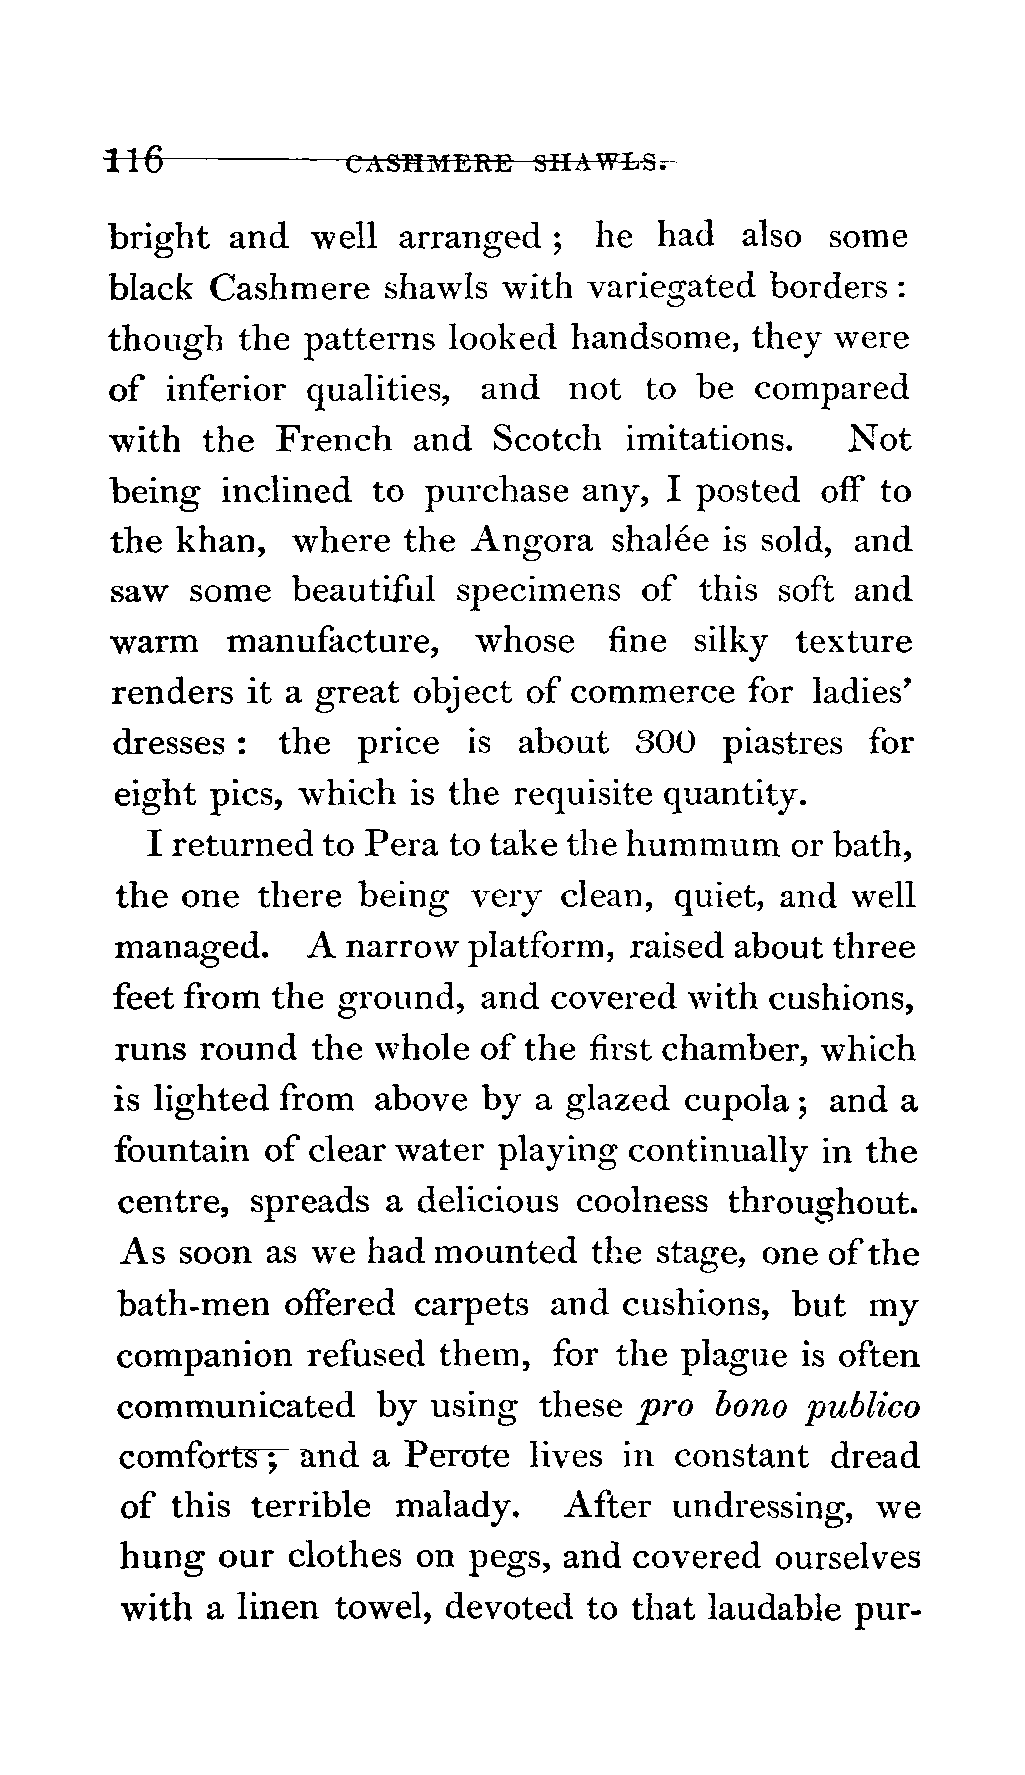 116 CASHMERE SHAWLS.
bright and well arranged ; he had also some
black Cashmere shawls with variegated borders :
though the patterns looked handsome, they were
of inferior qualities, and not to be compared
with the French and Scotch imitations. Not
being inclined to purchase any, I posted off to
the khan, where the Angora shalée is sold, and
saw some beautiful specimens of this soft and
warm manufacture, whose fine silky texture
renders it a great object of commerce for ladies’
dresses : the price is about 300 piastres for
eight pics, which is the requisite quantity.
I returned to Pera to take the hummum or bath,
the one there being very clean, quiet, and well
managed. A narrow platform, raised about three
feet from the ground, and covered with cushions,
runs round the whole of the first chamber, which
is lighted from above by a glazed cupola ; and a
fountain of clear water playing continually in the
centre, spreads a delicious coolness throughout.
As soon as we had mounted the stage, one of the
bath-men offered carpets and cushions, but my
companion refused them, for the plague is often
communicated by using these pro bono publico
comforts ; and a Perote lives in constant dread
of this terrible malady. After undressing, we
hung our clothes on pegs, and covered ourselves
with a linen towel, devoted to that laudable pur-